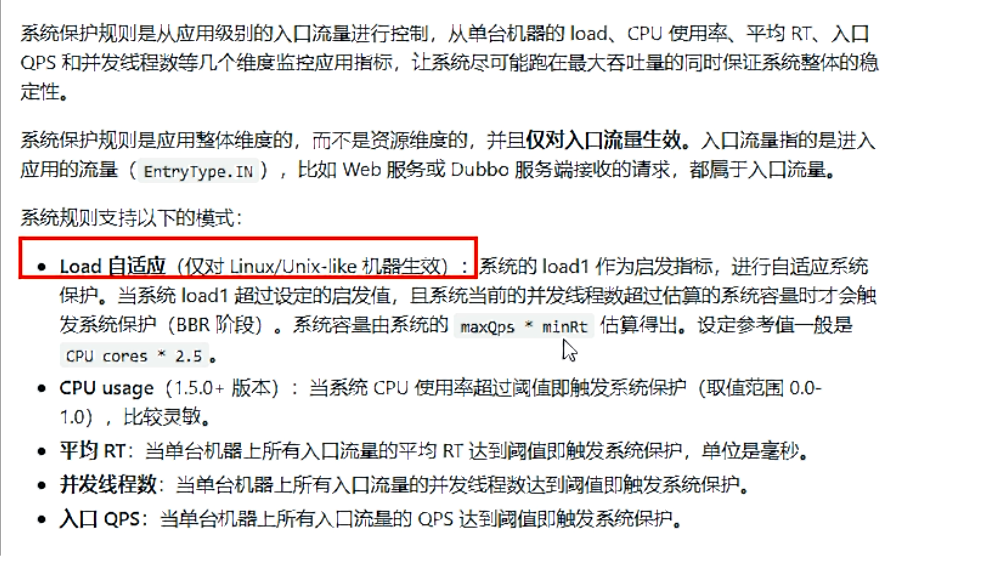 系统保护规则是从应用级别的入口流量进行控制，从单台机器的 load、CPU 使用率、平均 RT、入口
QPS 和并发线程数等几个维度监控应用指标，让系统尽可能跑在最大吞吐量的同时保证系统整体的稳
定性。
系统保护规则是应用整体维度的，而不是资源维度的，并且仅对入口流量生效。入口流量指的是进入
应用的流量（EntryType.IN），比如 Web 服务或 Dubbo 服务端接收的请求，都属于入口流量。
系统规则支持以下的模式：
• Load 自适应（仅对 Linux/Unix-like 机器生效）：系统的 load1 作为启发指标，进行自适应系统
保护。当系统 load1 超过设定的启发值，且系统当前的并发线程数超过估算的系统容量时才会触
发系统保护（BBR 阶段）。系统容量由系统的 maxQps * minRt 估算得出。设定参考值一般是
CPU cores * 2.5。
• CPU usage（1.5.0+ 版本）：当系统 CPU 使用率超过阈值即触发系统保护（取值范围 0.0-
1.0），比较灵敏。
• 平均 RT：当单台机器上所有入口流量的平均 RT 达到阈值即触发系统保护，单位是毫秒。
• 并发线程数：当单台机器上所有入口流量的并发线程数达到阈值即触发系统保护。
• 入口 QPS：当单台机器上所有入口流量的 QPS 达到阈值即触发系统保护。